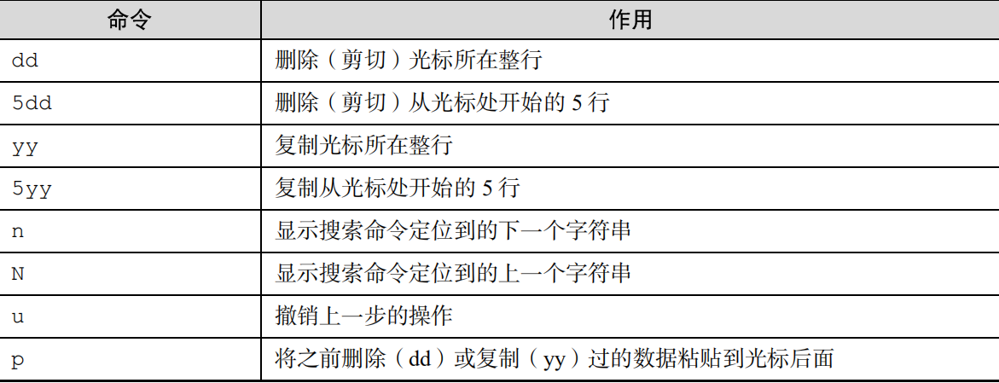 命令 作用
dd 删除（剪切）光标所在整行
5dd 删除（剪切）从光标处开始的 5 行
yy 复制光标所在整行
5yy 复制从光标处开始的 5 行
n 显示搜索命令定位到的下一个字符串
N 显示搜索命令定位到的上一个字符串
u 撤销上一步的操作
p 将之前删除（dd）或复制（yy）过的数据粘贴到光标后面